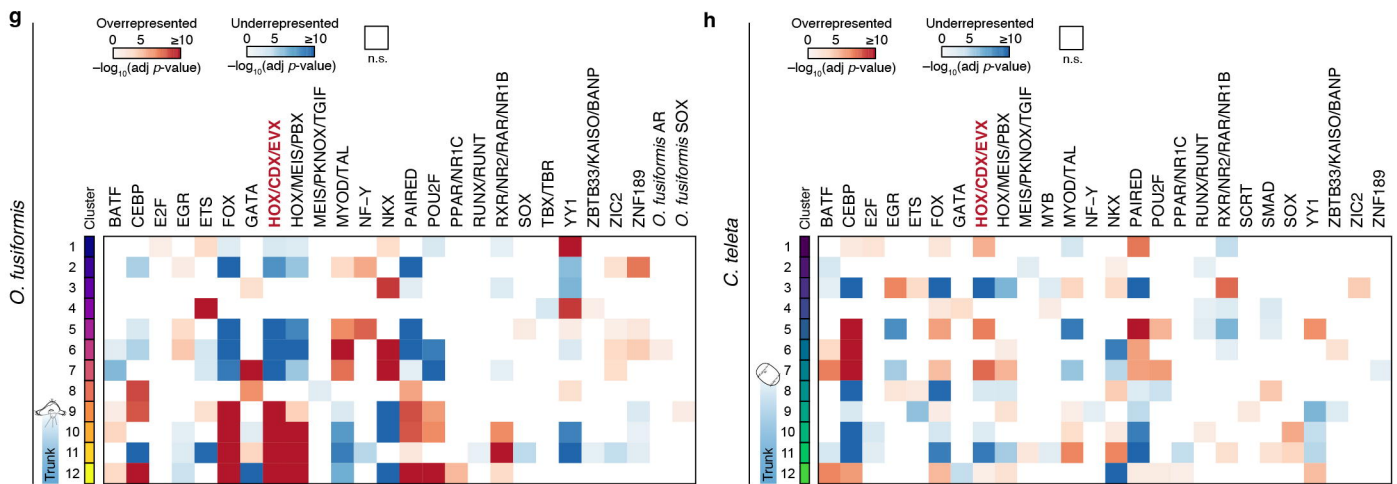 g
Overrepresented
0 5 ≥10
–log10(adj p-value)
Underrepresented
0 5 ≥10
–log10(adj p-value)
n.s.
O. fusiformis
Cluster
BATF
CEBP
E2F
EGR
ETS
FOX
GATA
HOX/CDX/EVX
HOX/MEIS/PBX
MEIS/PKNOX/TGIF
MYOD/TAL
NF-Y
NKX
PAIRED
POU2F
PPAR/NR1C
RUNX/RUNT
RXR/NR2/RAR/NR1B
SOX
TBX/TBR
YY1
ZBTB33/KAISO/BANP
ZIC2
ZNF189
O. fusiformis AR
O. fusiformis SOX
1
2
3
4
5
6
7
8
9
10
11
12
Trunk
h
Overrepresented
0 5 ≥10
–log10(adj p-value)
Underrepresented
0 5 ≥10
–log10(adj p-value)
n.s.
C. teleta
Cluster
BATF
CEBP
E2F
EGR
ETS
FOX
GATA
HOX/CDX/EVX
HOX/MEIS/PBX
MEIS/PKNOX/TGIF
MYB
MYOD/TAL
NF-Y
NKX
PAIRED
POU2F
PPAR/NR1C
RUNX/RUNT
RXR/NR2/RAR/NR1B
SCRT
SMAD
SOX
YY1
ZBTB33/KAISO/BANP
ZIC2
ZNF189
1
2
3
4
5
6
7
8
9
10
11
12
Trunk